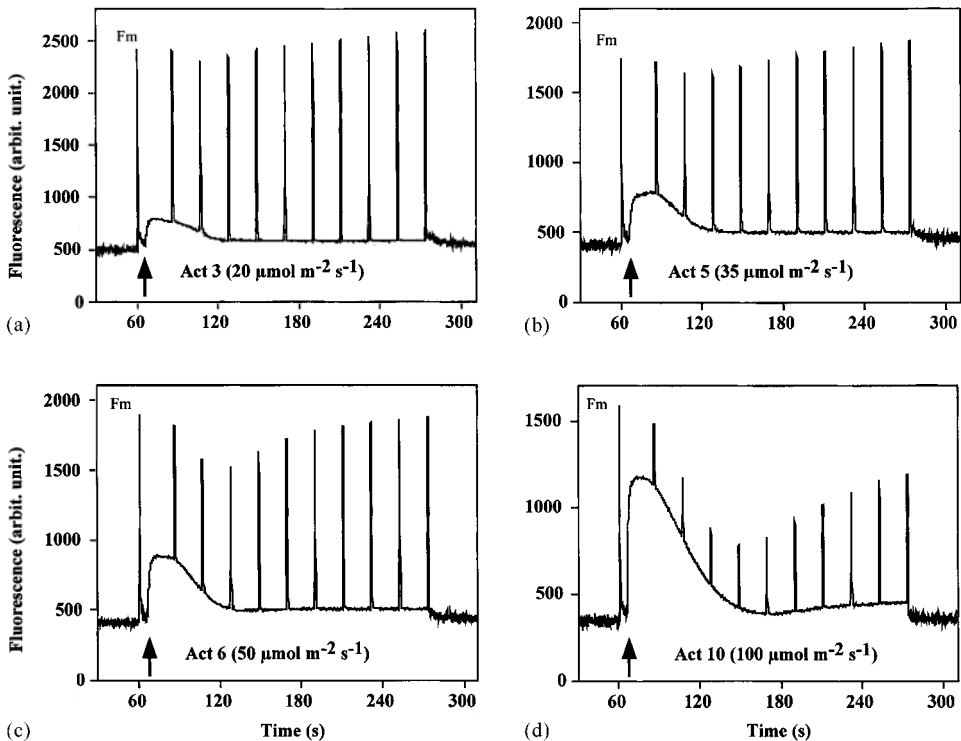 Fluorescence (arbit. unit.)
2500
2000
1500
1000
500
0
Fm
Act 3 (20 µmol m-2 s-1)
60
120
180
240
300
(a)
2000
1500
1000
500
0
Fm
Act 5 (35 µmol m-2 s-1)
60
120
180
240
300
(b)
Fluorescence (arbit. unit.)
2000
1500
1000
500
0
Fm
Act 6 (50 µmol m-2 s-1)
60
120
180
240
300
Time (s)
(c)
1500
1000
500
0
Fm
Act 10 (100 µmol m-2 s-1)
60
120
180
240
300
Time (s)
(d)